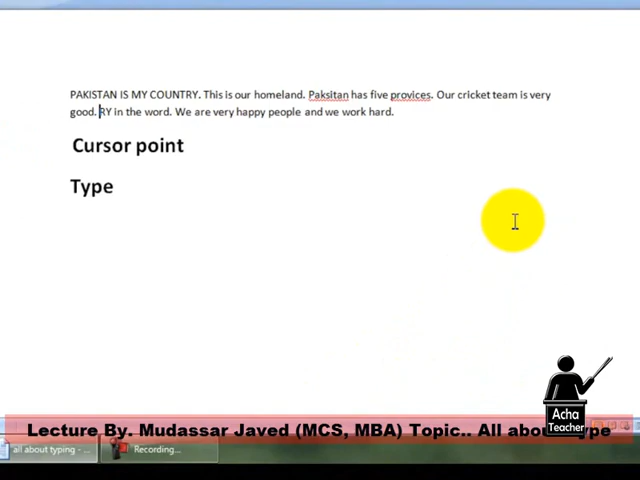 PAKISTAN IS MY COUNTRY. This is our homeland. Paksitan has five provices. Our cricket team is very
good. RY in the word. We are very happy people and we work hard.
Cursor point
Type
Acha
Teacher
Lecture By. Mudassar Javed (MCS, MBA) Topic.. All about Type
all about typing - ...
Recording...